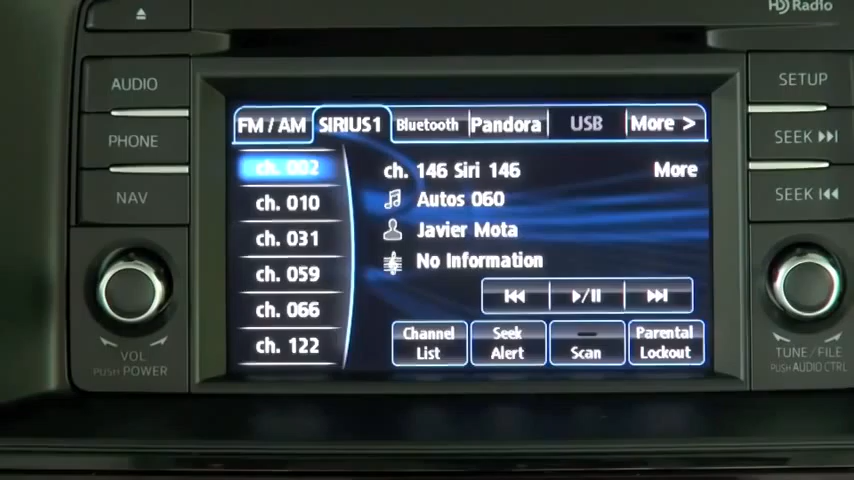 HD Radio
AUDIO
PHONE
NAV
VOL
PUSH POWER
FM / AM SIRIUS1 Bluetooth Pandora USB More >
ch. 002
ch. 010
ch. 031
ch. 059
ch. 066
ch. 122
ch. 146 Siri 146 More
Autos 060
Javier Mota
No Information
Channel List
Seek Alert
Scan
Parental Lockout
SETUP
SEEK
SEEK
TUNE/FILE
PUSH AUDIO CTRL